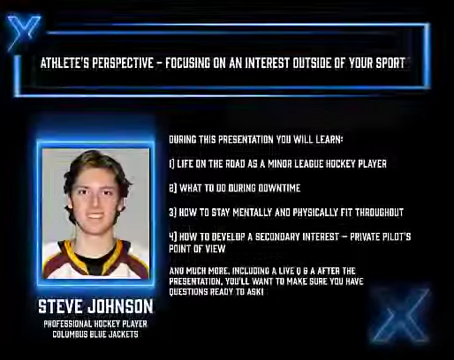 ATHLETE'S PERSPECTIVE – FOCUSING ON AN INTEREST OUTSIDE OF YOUR SPORT
DURING THIS PRESENTATION YOU WILL LEARN:
1) LIFE ON THE ROAD AS A MINOR LEAGUE HOCKEY PLAYER
2) WHAT TO DO DURING DOWNTIME
3) HOW TO STAY MENTALLY AND PHYSICALLY FIT THROUGHOUT
4) HOW TO DEVELOP A SECONDARY INTEREST – PRIVATE PILOT'S
POINT OF VIEW
AND MUCH MORE, INCLUDING A LIVE Q & A AFTER THE
PRESENTATION, YOU'LL WANT TO MAKE SURE YOU HAVE
QUESTIONS READY TO ASK!
STEVE JOHNSON
PROFESSIONAL HOCKEY PLAYER
COLUMBUS BLUE JACKETS